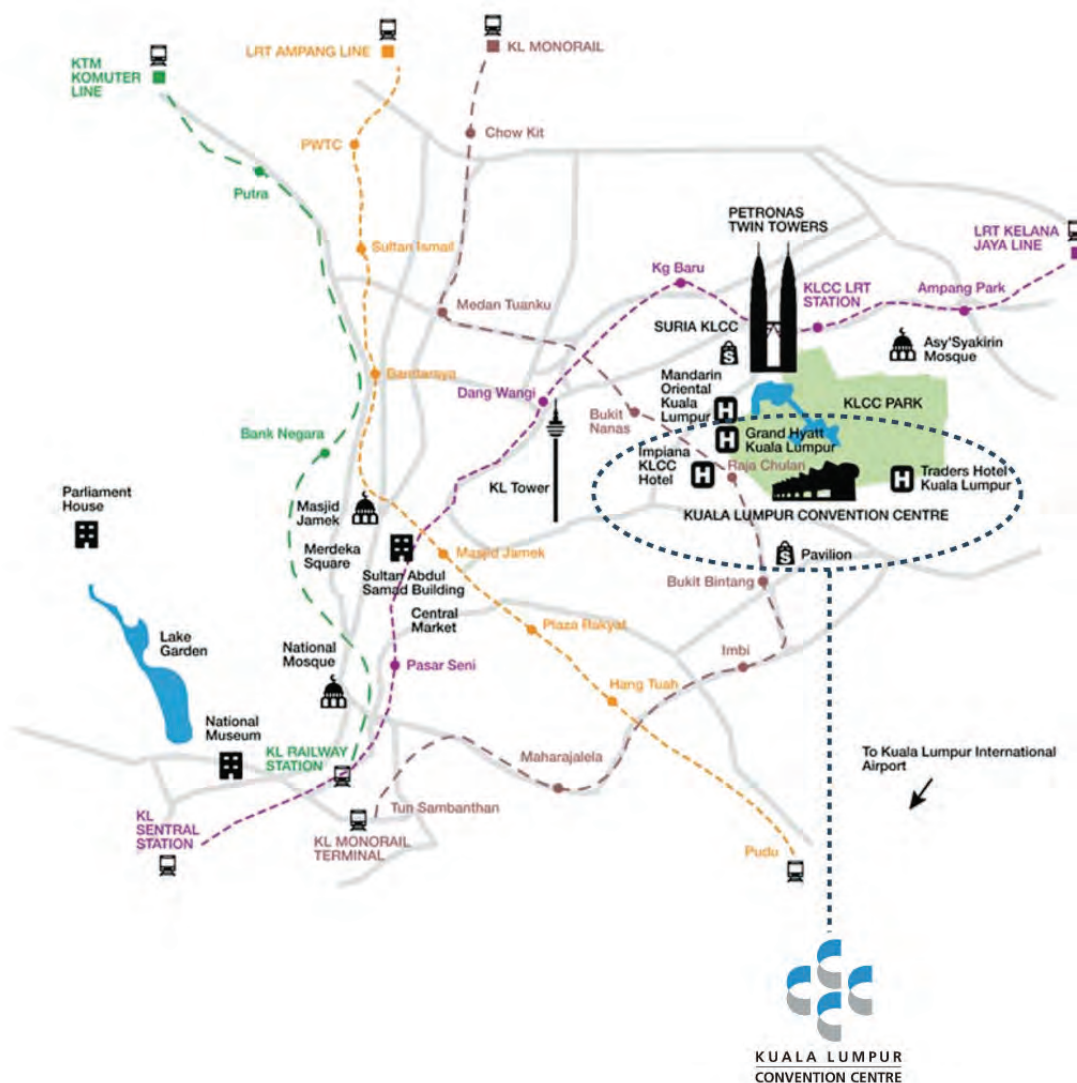 KTM
KOMUTER
LINE
LRT AMPANG LINE
KL MONORAIL
Chow Kit
PWTC
Putra
PETRONAS
TWIN TOWERS
LRT KELANA
JAYA LINE
Sultan Ismail
Kg Baru
KLCC LRT
STATION
Ampang Park
Medan Tuanku
SURIA KLCC
Asy'Syakirin
Mosque
Bandaraya
Dang Wangi
Mandarin
Oriental
Kuala
Lumpur
KLCC PARK
Bukit
Nanas
Grand Hyatt
Kuala Lumpur
Bank Negara
Impiana
KLCC
Hotel
Raja Chulan
Traders Hotel
Kuala Lumpur
KL Tower
KUALA LUMPUR CONVENTION CENTRE
Parliament
House
Masjid
Jamek
Merdeka
Square
Masjid Jamek
Sultan Abdul
Samad Building
Pavilion
Bukit Bintang
Central
Market
Plaza Rakyat
Lake
Garden
National
Mosque
Pasar Seni
Imbi
Hang Tuah
National
Museum
KL RAILWAY
STATION
Maharajalela
To Kuala Lumpur International
Airport
KL
SENTRAL
STATION
Tun Sambanthan
KL MONORAIL
TERMINAL
Pudu
KUALA LUMPUR
CONVENTION CENTRE